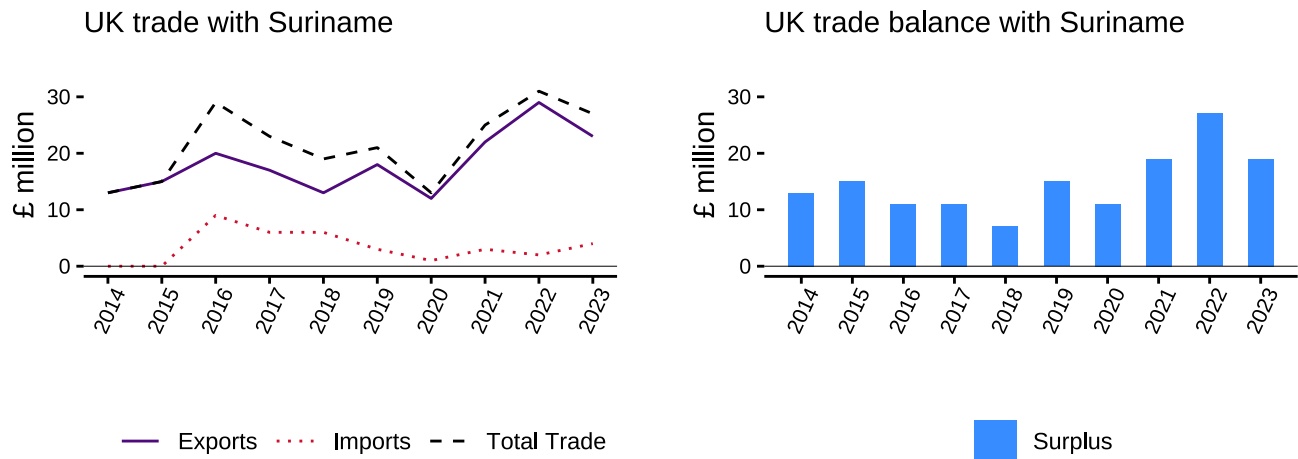 UK trade with Suriname
£ million
30
20
10
0
2014 2015 2016 2017 2018 2019 2020 2021 2022 2023
Exports Imports Total Trade
UK trade balance with Suriname
£ million
30
20
10
0
2014 2015 2016 2017 2018 2019 2020 2021 2022 2023
Surplus